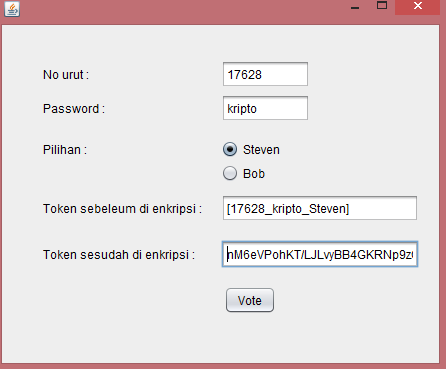 No urut : 17628
Password : kripto
Pilihan : Steven
Bob
Token sebeleum di enkripsi : [17628_kripto_Steven]
Token sesudah di enkripsi : nM6eVPohKT/LJLvyBB4GKRNp9z
Vote